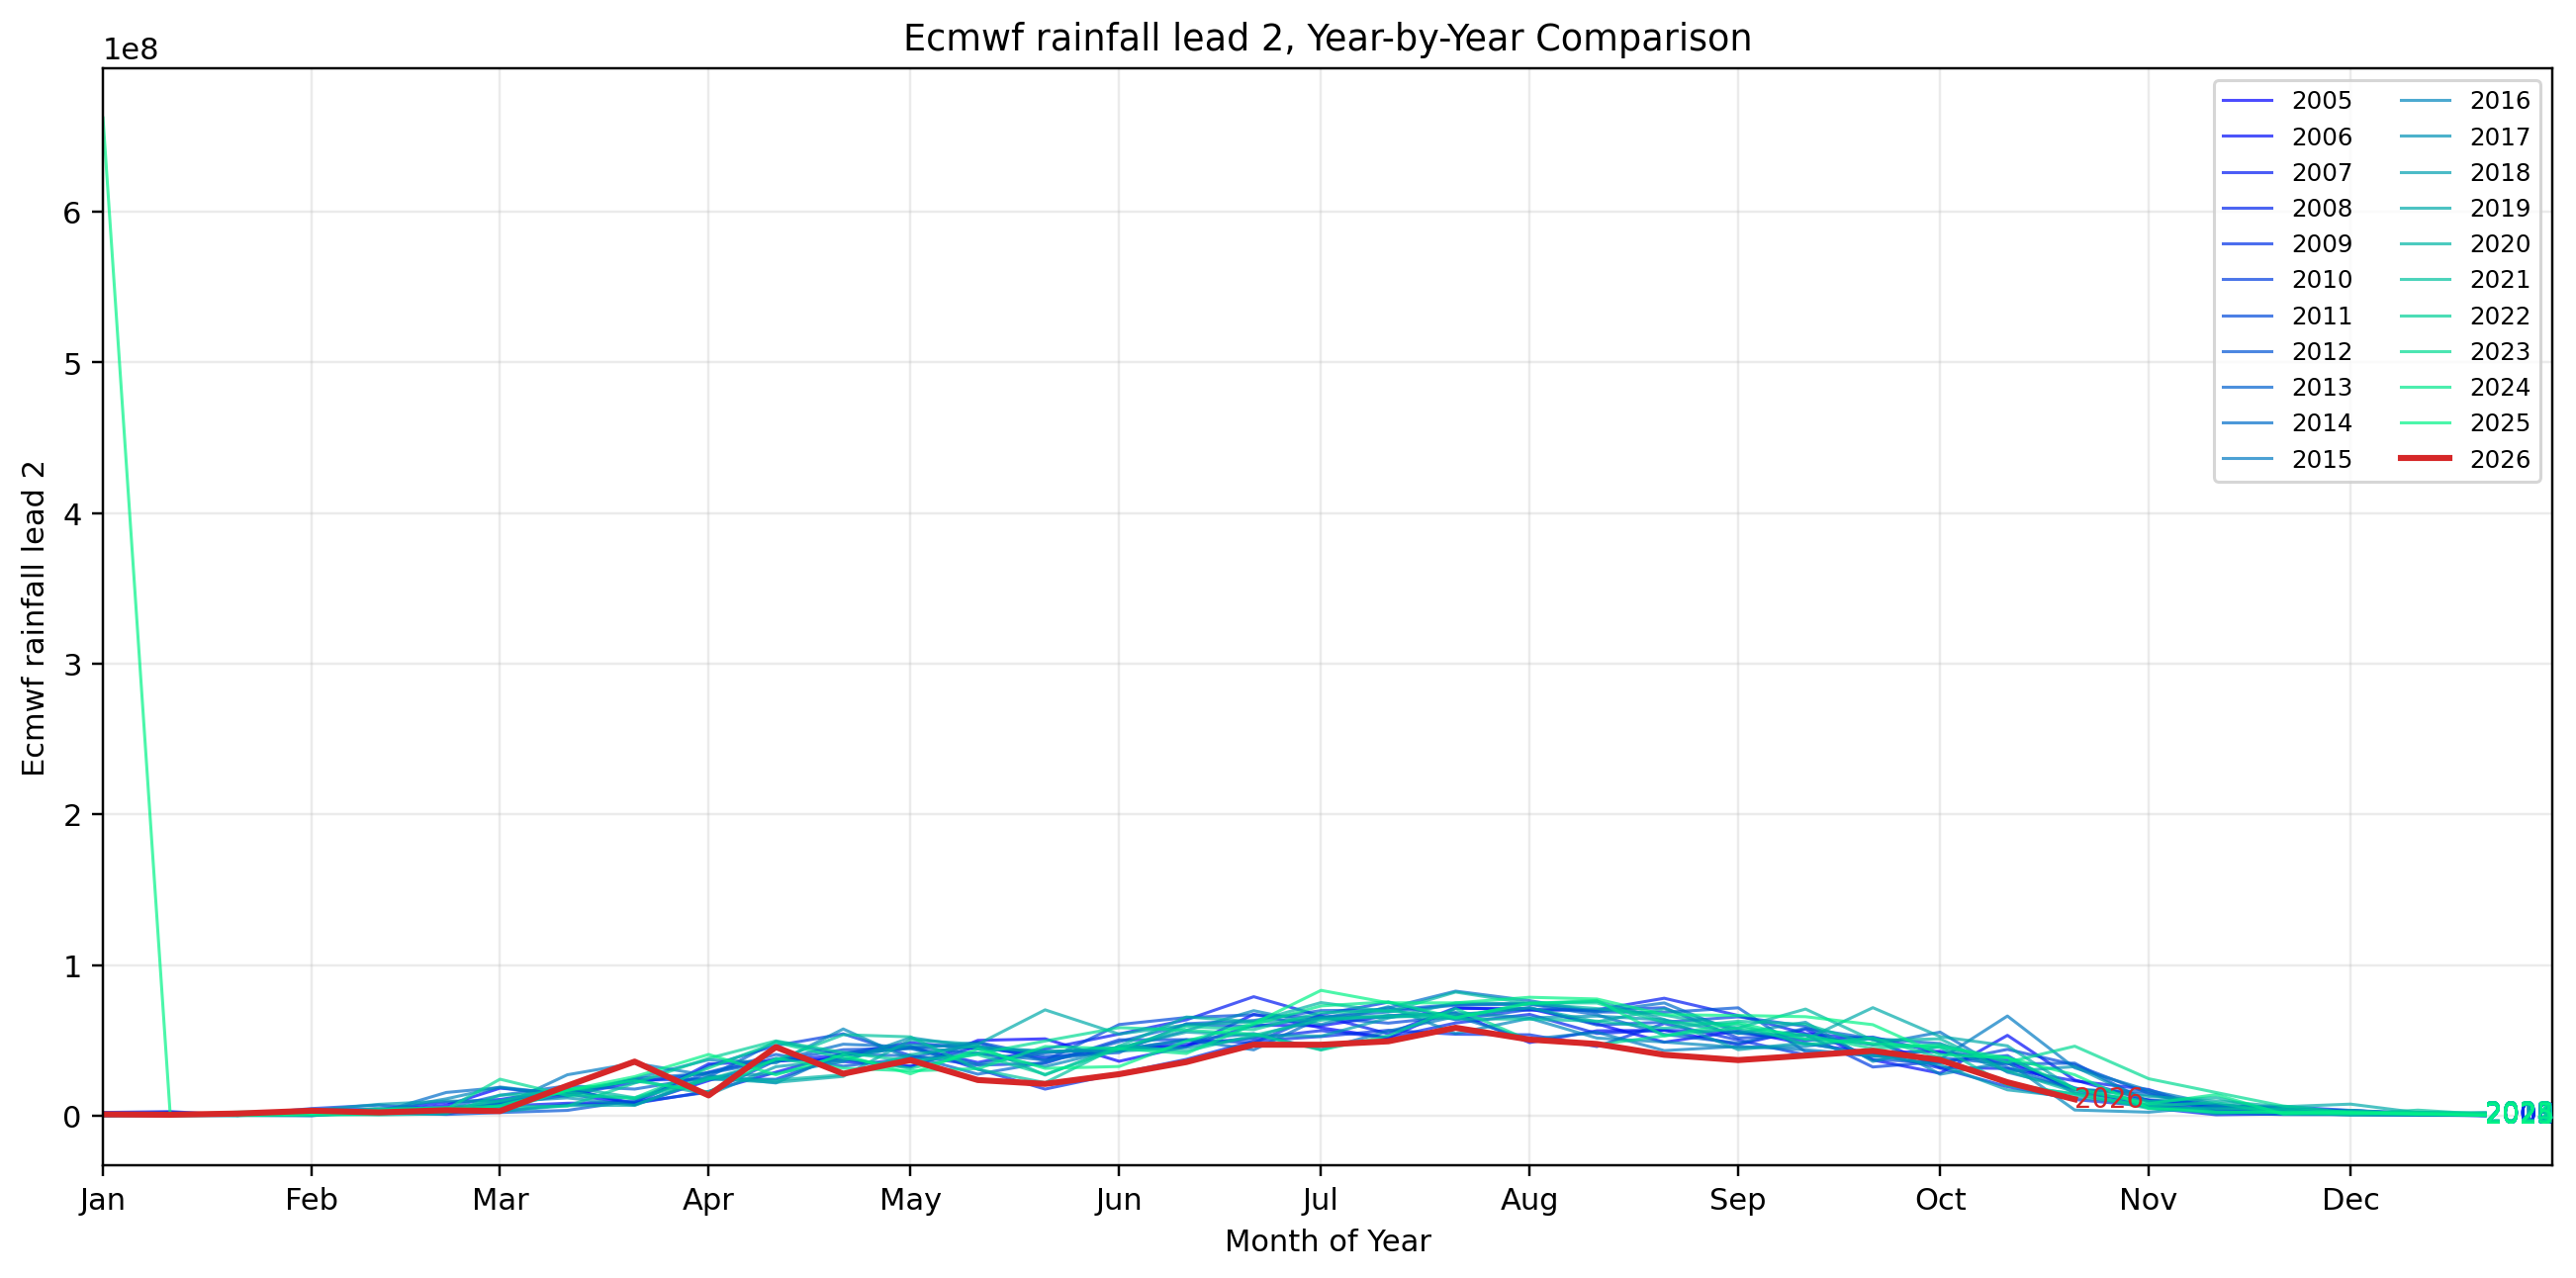 Ecmwf rainfall lead 2, Year-by-Year Comparison
1e8
6
5
4
3
2
1
0
Ecmwf rainfall lead 2
2005
2006
2007
2008
2009
2010
2011
2012
2013
2014
2015
2016
2017
2018
2019
2020
2021
2022
2023
2024
2025
2026
2026
Jan
Feb
Mar
Apr
May
Jun
Jul
Aug
Sep
Oct
Nov
Dec
Month of Year